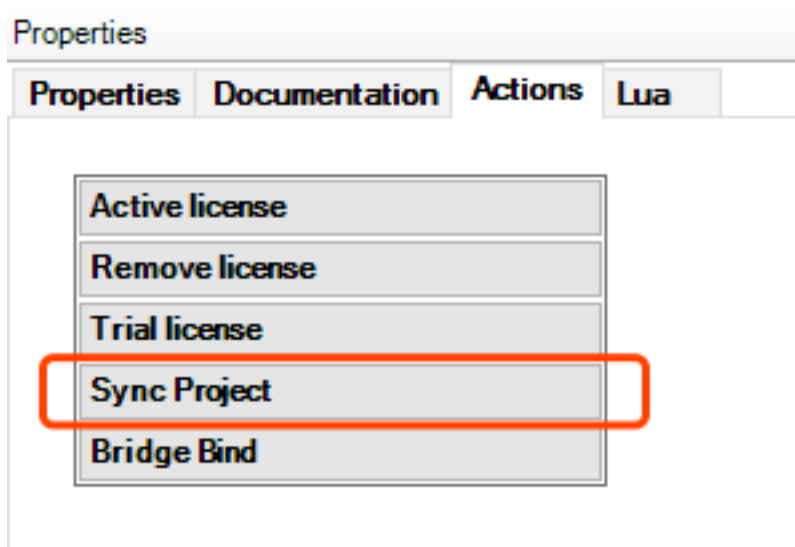 Properties
Properties Documentation Actions Lua
Active license
Remove license
Trial license
Sync Project
Bridge Bind